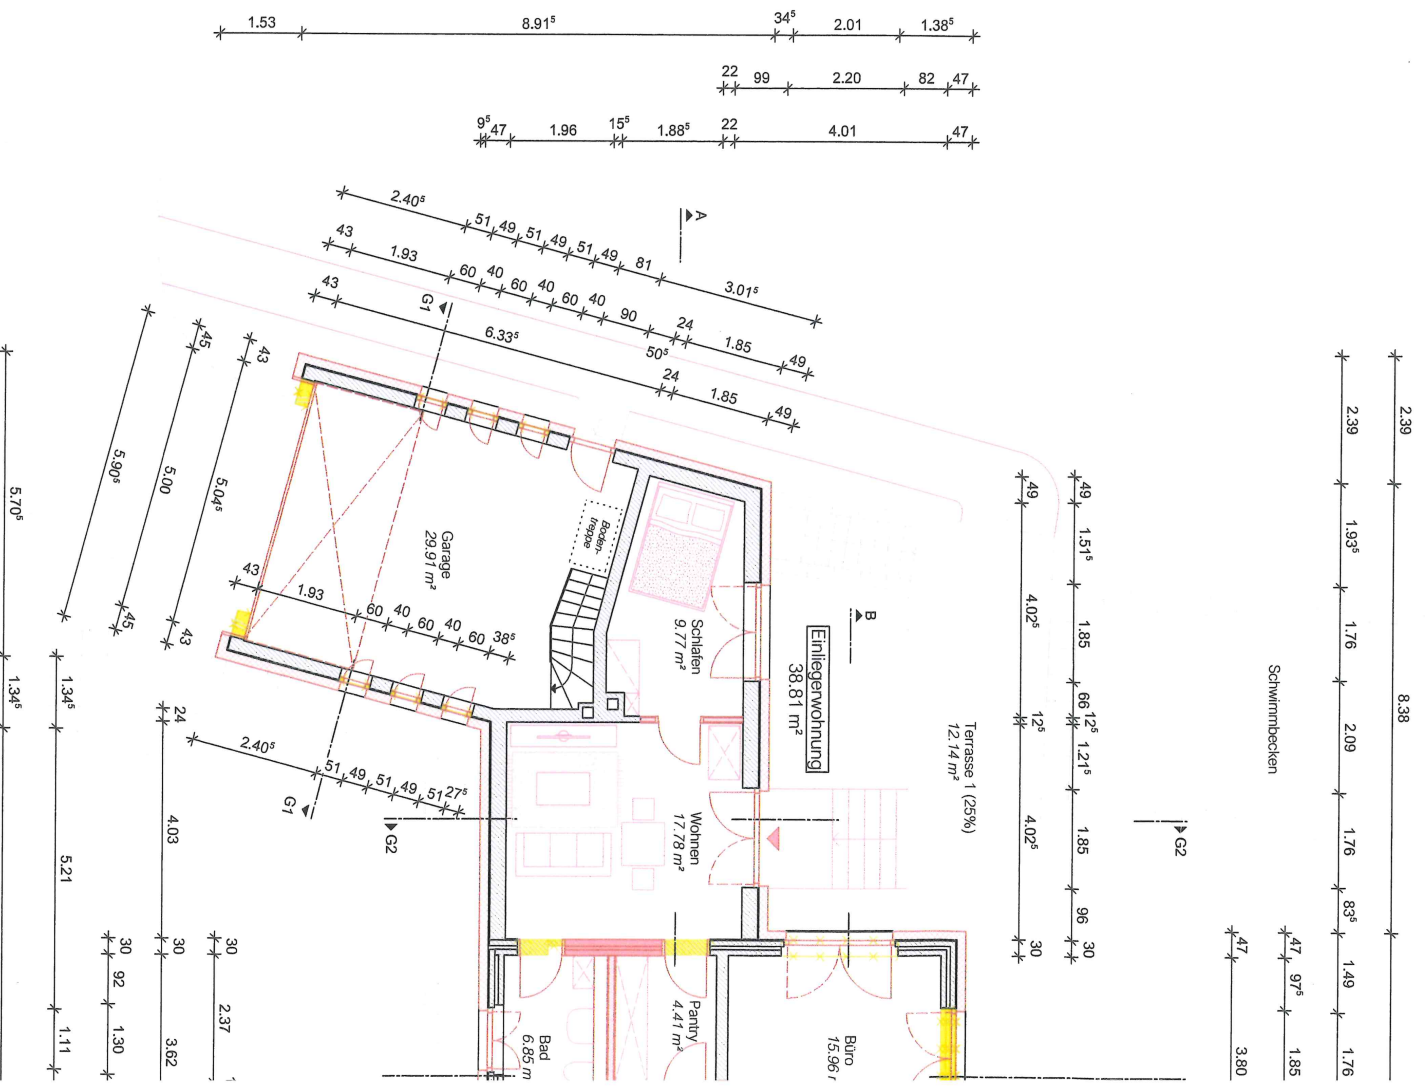 1.53 8.91⁵ 34⁵ 2.01 1.38⁵
22 99 2.20 82 47
9⁵ 47 1.96 15⁵ 1.88⁵ 22 4.01 47
2.40⁵ 51 49 51 49 51 49 81 3.01⁵
43 1.93 60 40 60 40 60 40 90 24 1.85 49
50⁵
43 6.33⁵ 24 1.85 49
A
B
G1
G1
G2
G2
43 5.04⁵ 43
45 5.00 45
5.90⁵
5.70⁵ 1.34⁵
1.34⁵ 5.21 1.11
24 4.03 30 3.62
30 92 1.30
30 2.37
43 1.93 60 40 60 40 60 38⁵
2.40⁵ 51 49 51 49 51 27⁵
Garage
29.91 m²
Boden-
treppe
Schlafen
9.77 m²
Einliegerwohnung
38.81 m²
Wohnen
17.78 m²
Terrasse 1 (25%)
12.14 m²
Schwimmbecken
Pantry
4.41 m²
Bad
6.85 m
Büro
15.96
49 4.02⁵ 12⁵ 4.02⁵ 30
49 1.51⁵ 1.85 66 12⁵ 1.21⁵ 1.85 96 30
2.39 1.93⁵ 1.76 2.09 1.76 83⁵ 1.49 1.76
2.39 8.38
47 3.80
47 97⁵ 1.85